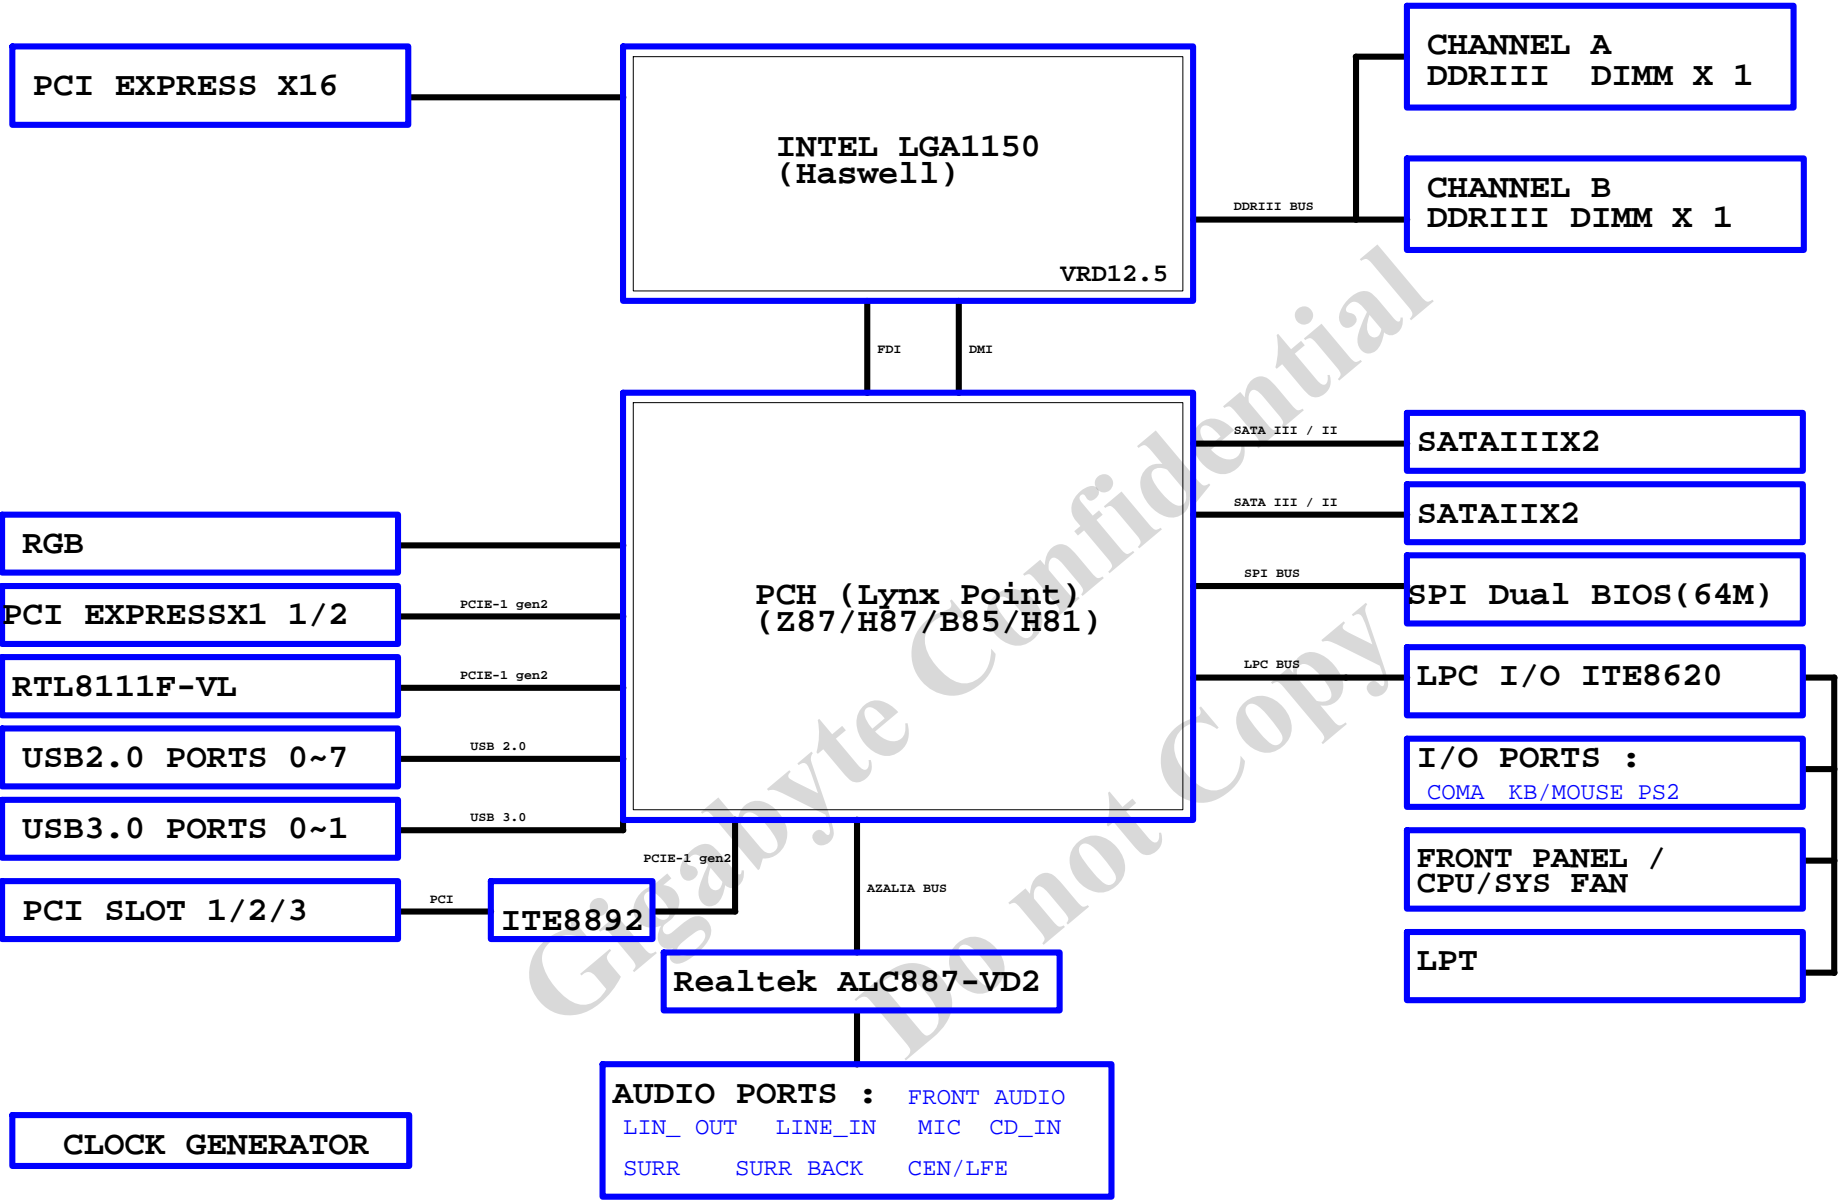 PCI EXPRESS X16
INTEL LGA1150
(Haswell)
VRD12.5
CHANNEL A
DDRIII DIMM X 1
CHANNEL B
DDRIII DIMM X 1
DDRIII BUS
FDI
DMI
PCH (Lynx Point)
(Z87/H87/B85/H81)
RGB
PCI EXPRESSX1 1/2
PCIE-1 gen2
RTL8111F-VL
PCIE-1 gen2
USB2.0 PORTS 0~7
USB 2.0
USB3.0 PORTS 0~1
USB 3.0
PCI SLOT 1/2/3
PCI
ITE8892
PCIE-1 gen2
AZALIA BUS
SATA III / II
SATAIIIX2
SATA III / II
SATAIIX2
SPI BUS
SPI Dual BIOS(64M)
LPC BUS
LPC I/O ITE8620
I/O PORTS :
COMA KB/MOUSE PS2
FRONT PANEL /
CPU/SYS FAN
LPT
Realtek ALC887-VD2
AUDIO PORTS : FRONT AUDIO
LIN_ OUT LINE_IN MIC CD_IN
SURR SURR BACK CEN/LFE
CLOCK GENERATOR
Gigabyte Confidential
Do not Copy